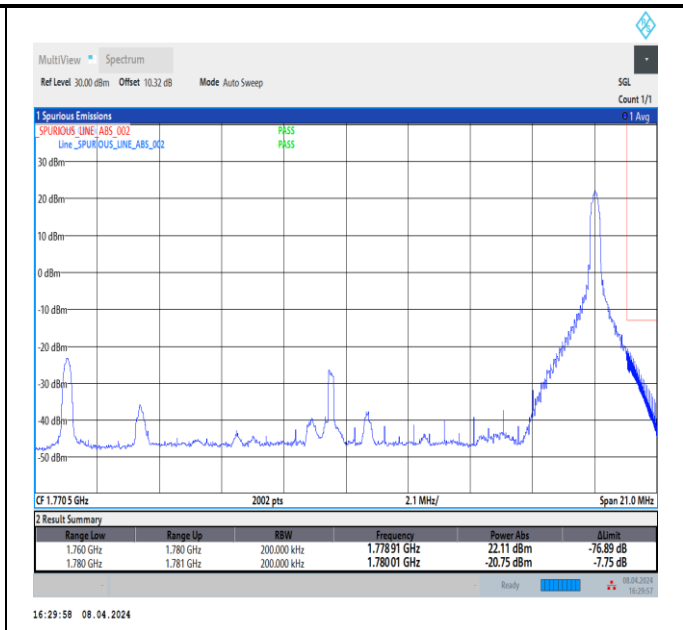 MultiView Spectrum
Ref Level 30.00 dBm Offset 10.32 dB Mode Auto Sweep SGL
Count 1/1
1 Spurious Emissions 1 Avg
_SPURIOUS_LINE_ABS_002 PASS
Line _SPURIOUS_LINE_ABS_002 PASS
30 dBm
20 dBm
10 dBm
0 dBm
-10 dBm
-20 dBm
-30 dBm
-40 dBm
-50 dBm
CF 1.7705 GHz 2002 pts 2.1 MHz/ Span 21.0 MHz
2 Result Summary
Range Low Range Up RBW Frequency Power Abs ΔLimit
1.760 GHz 1.780 GHz 200.000 kHz 1.77891 GHz 22.11 dBm -76.89 dB
1.780 GHz 1.781 GHz 200.000 kHz 1.78001 GHz -20.75 dBm -7.75 dB
Ready 08.04.2024
16:29:57
16:29:58 08.04.2024